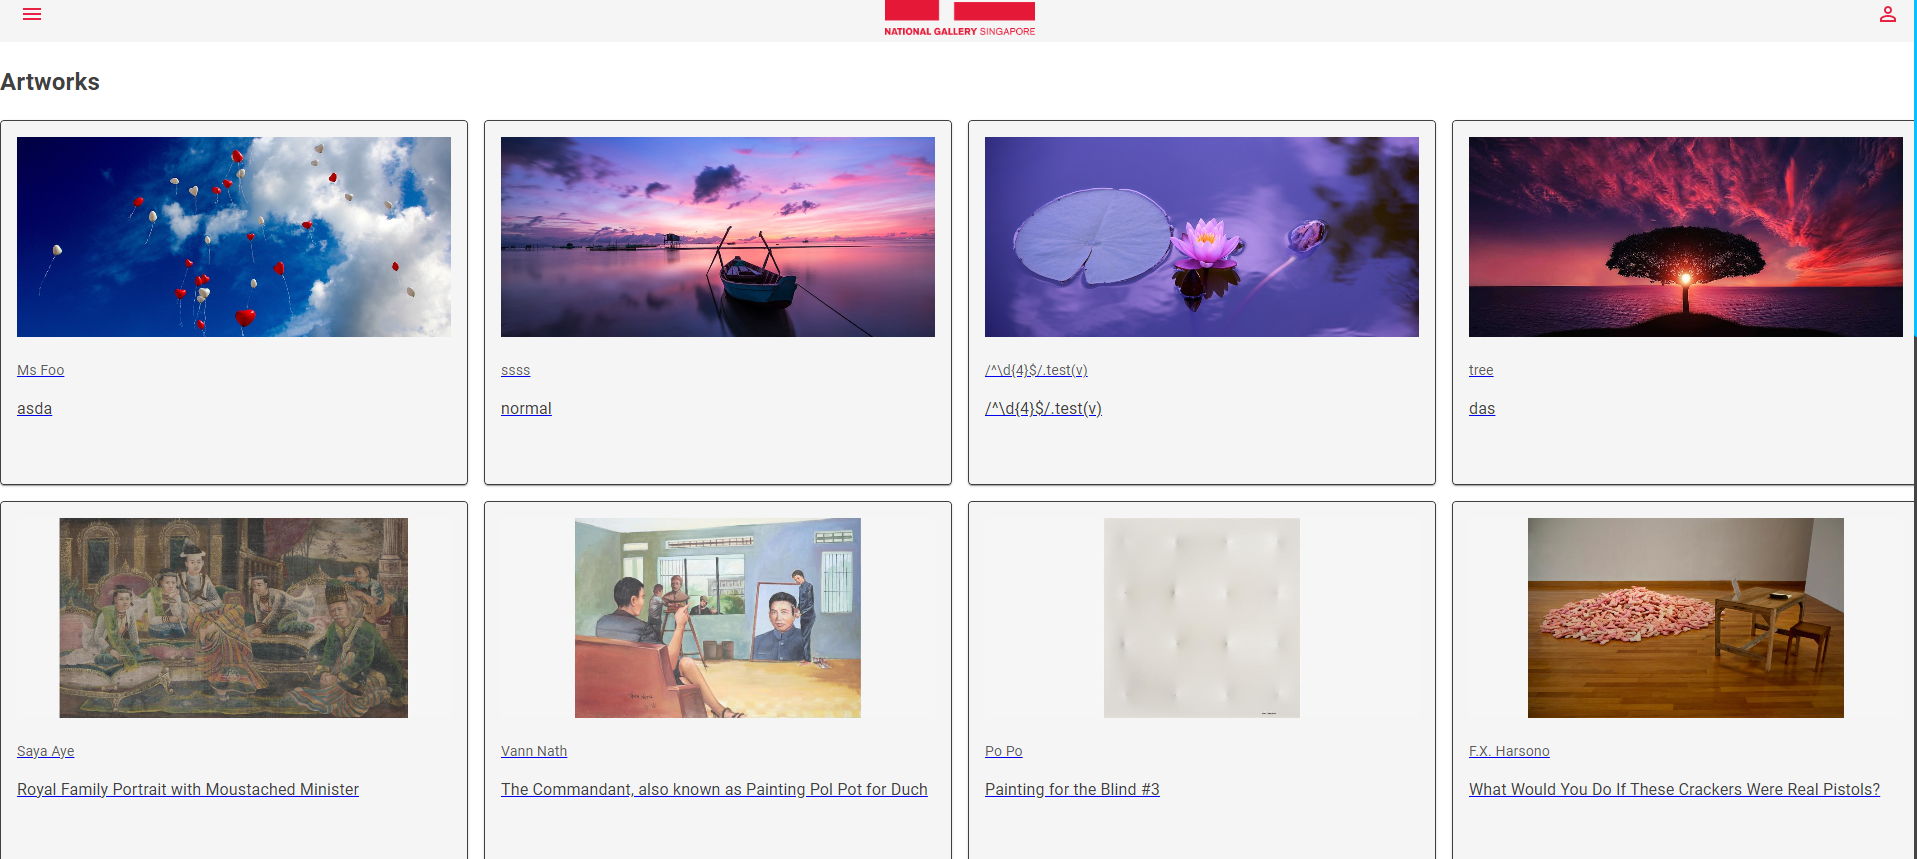 NATIONAL GALLERY SINGAPORE
Artworks
Ms Foo
asda
ssss
normal
/^\d{4}$/.test(v)
/^\d{4}$/.test(v)
tree
das
Saya Aye
Royal Family Portrait with Moustached Minister
Vann Nath
The Commandant, also known as Painting Pol Pot for Duch
Po Po
Painting for the Blind #3
F.X. Harsono
What Would You Do If These Crackers Were Real Pistols?